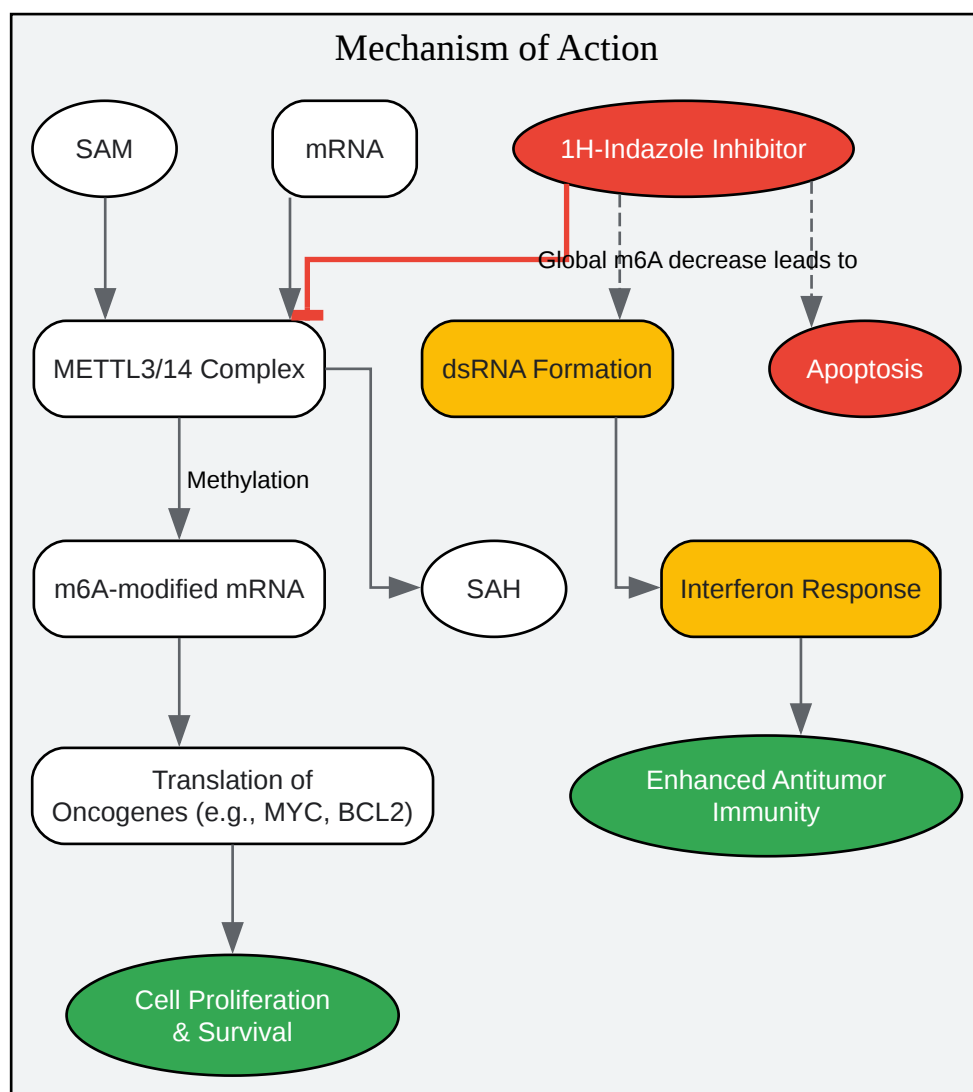 Mechanism of Action
SAM
mRNA
1H-Indazole Inhibitor
Global m6A decrease leads to
METTL3/14 Complex
dsRNA Formation
Apoptosis
Methylation
m6A-modified mRNA
SAH
Interferon Response
Translation of
Oncogenes (e.g., MYC, BCL2)
Enhanced Antitumor
Immunity
Cell Proliferation
& Survival